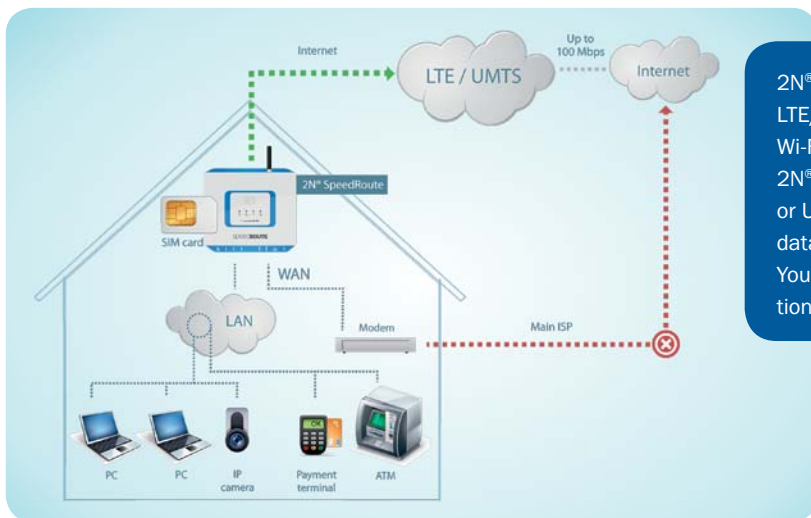 Internet
Up to
100 Mbps
LTE / UMTS
Internet
2N® SpeedRoute
SIM card
SPEEDROUTE
WAN
LAN
Modem
Main ISP
OK
PC
PC
IP
camera
Payment
terminal
ATM
2N®
LTE/
Wi-F
2N®
or U
data
You
tion